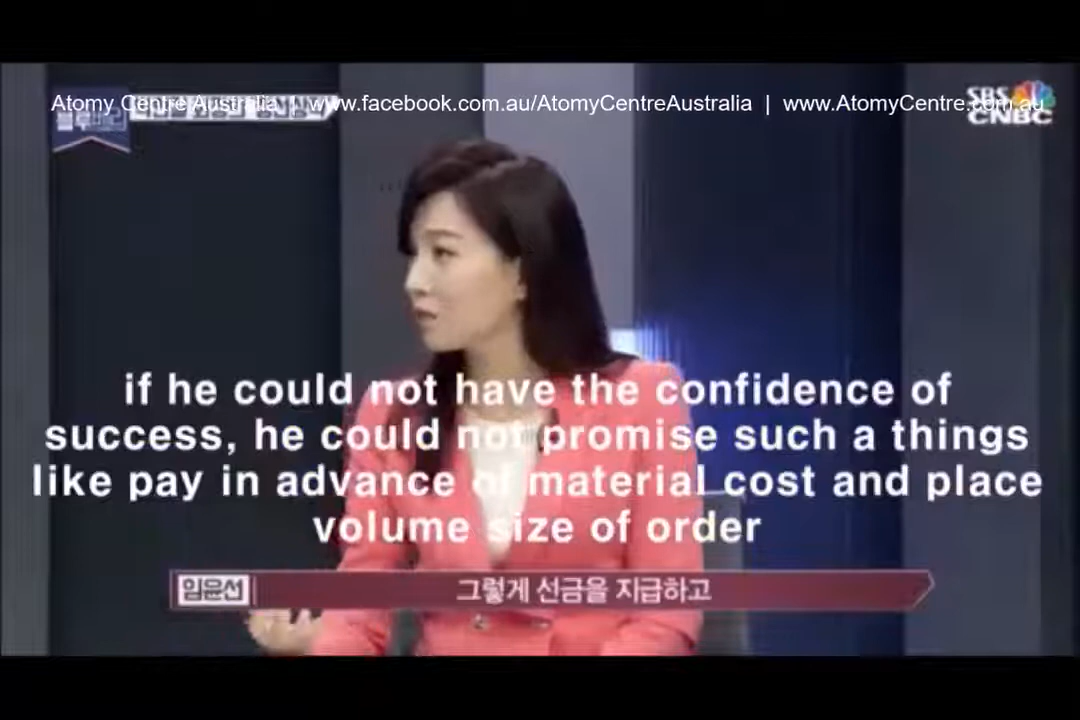 Atomy Centre Australia | www.facebook.com.au/AtomyCentreAustralia | www.AtomyCentre.com.au
SBS
CNBC
if he could not have the confidence of
success, he could not promise such a things
like pay in advance of material cost and place
volume size of order
임윤선 그렇게 선금을 지급하고